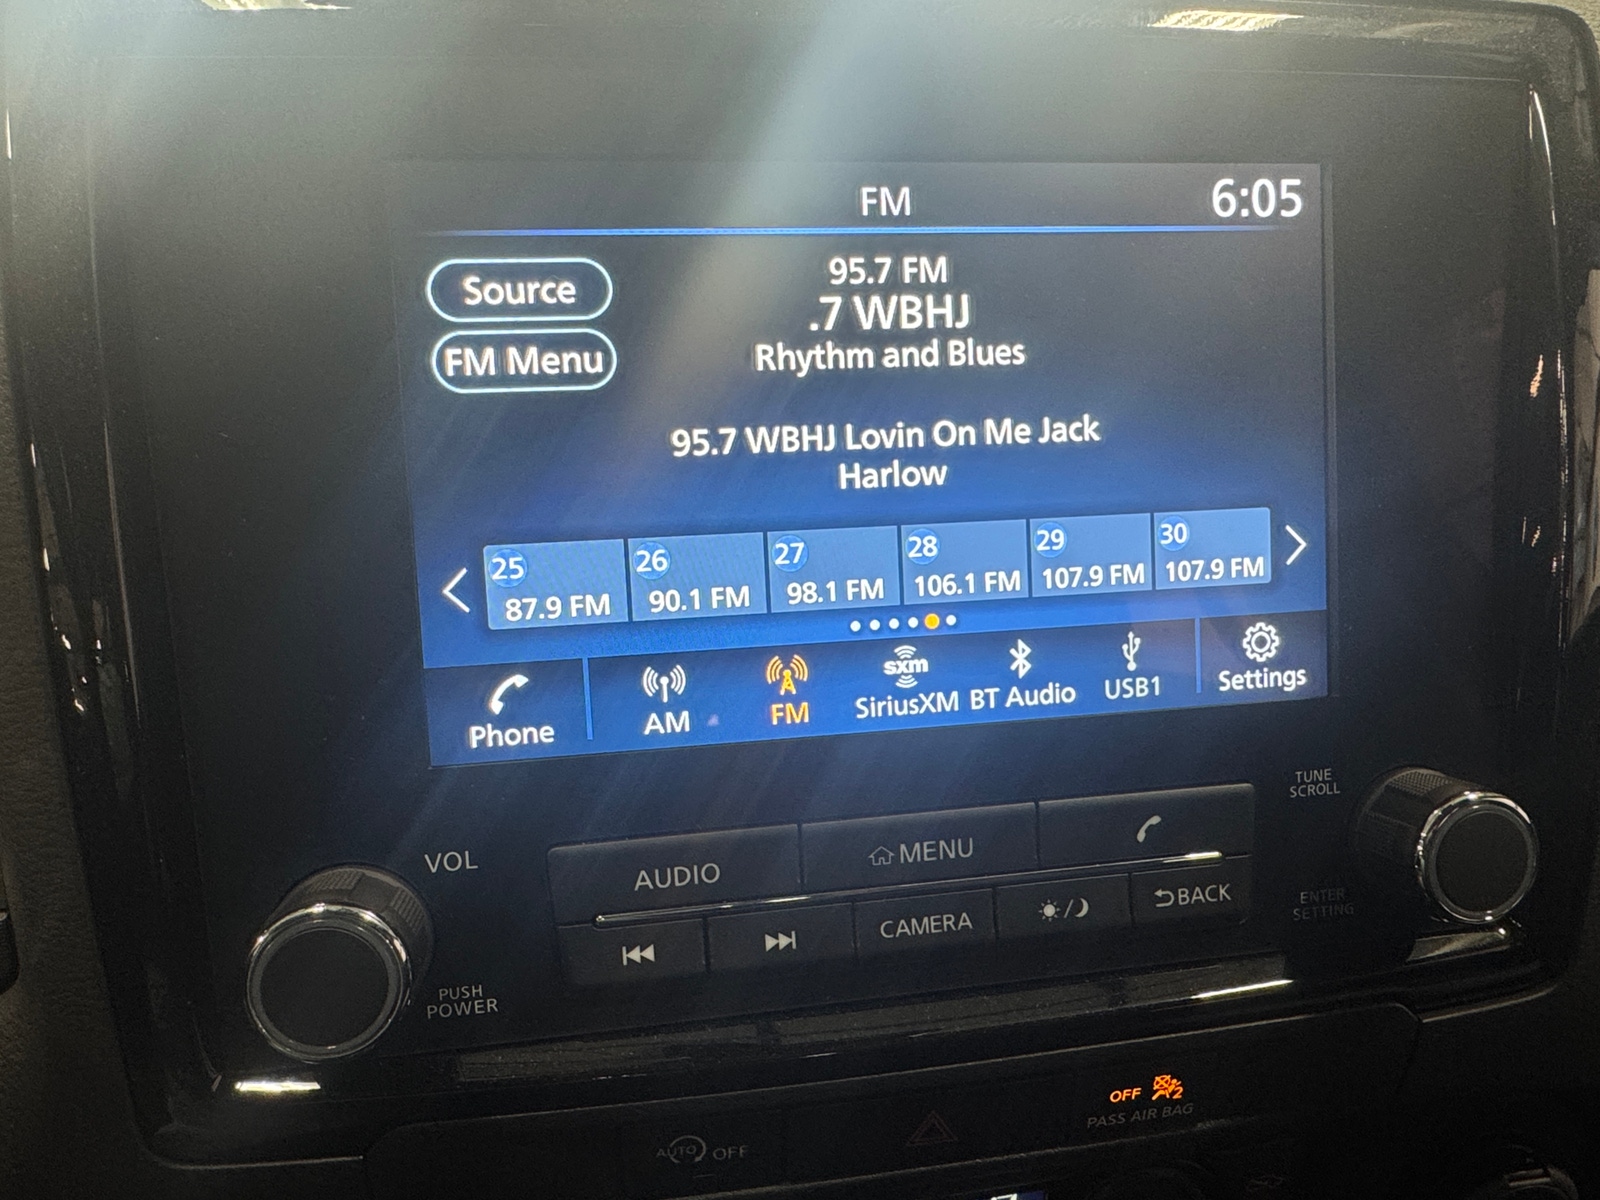 FM
6:05
Source
95.7 FM
.7 WBHJ
FM Menu
Rhythm and Blues
95.7 WBHJ Lovin On Me Jack
Harlow
25
87.9 FM
26
90.1 FM
27
98.1 FM
28
106.1 FM
29
107.9 FM
30
107.9 FM
Phone
AM
FM
sxm
SiriusXM
BT Audio
USB1
Settings
TUNE
SCROLL
VOL
AUDIO
MENU
CAMERA
BACK
ENTER
SETTING
PUSH
POWER
OFF
2
PASS AIR BAG
AUTO
OFF